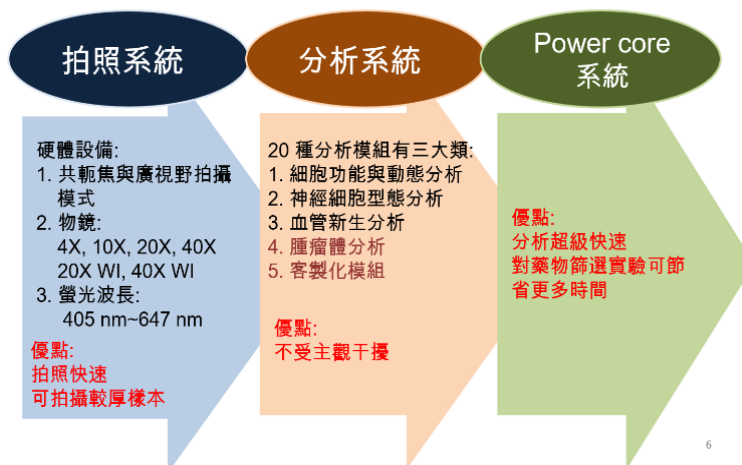 拍照系統
硬體設備:
1. 共軛焦與廣視野拍攝
模式
2. 物鏡:
4X, 10X, 20X, 40X
20X WI, 40X WI
3. 螢光波長:
405 nm~647 nm
優點:
拍照快速
可拍攝較厚樣本
分析系統
20 種分析模組有三大類:
1. 細胞功能與動態分析
2. 神經細胞型態分析
3. 血管新生分析
4. 腫瘤體分析
5. 客製化模組
優點:
不受主觀干擾
Power core
系統
優點:
分析超級快速
對藥物篩選實驗可節
省更多時間
6